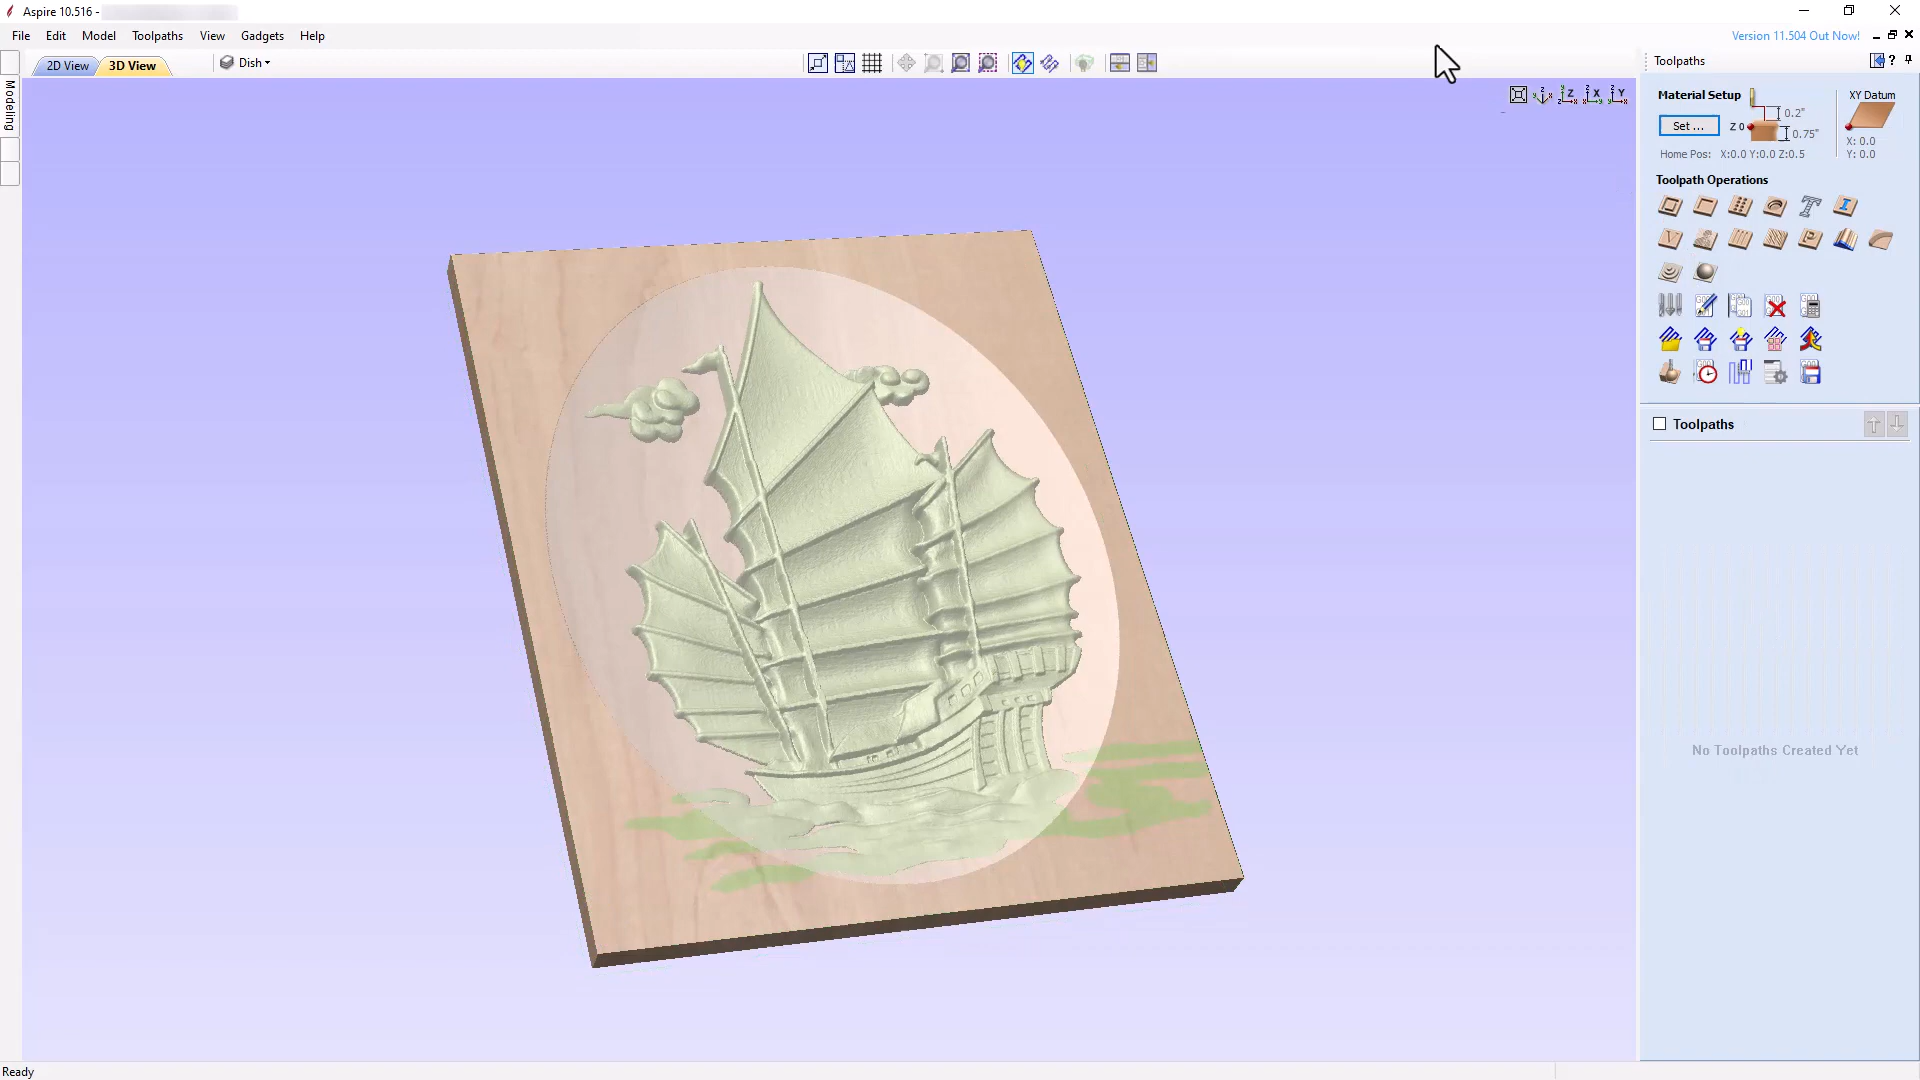 Aspire 10.516 -
File Edit Model Toolpaths View Gadgets Help
Version 11.504 Out Now!
2D View 3D View Dish
Toolpaths
Modeling
Material Setup
XY Datum
Set ...
Z 0
0.2"
0.75"
X: 0.0
Y: 0.0
Home Pos: X:0.0 Y:0.0 Z:0.5
Toolpath Operations
Toolpaths
No Toolpaths Created Yet
Ready